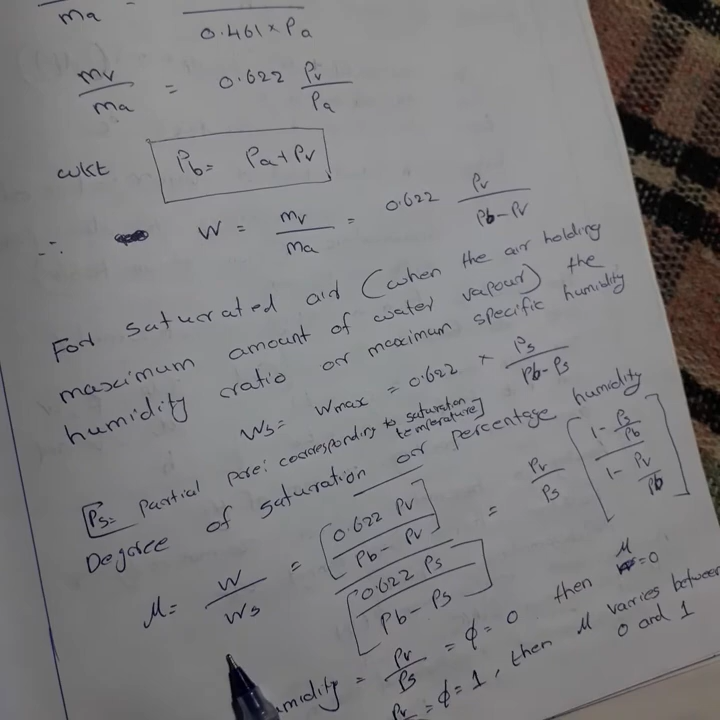 ma
0.461 × Pa
mv/ma = 0.622 Pv/Pa
wkt Pb = Pa + Pv
∴ W = mv/ma = 0.622 Pv/(Pb - Pv)
For saturated air (when the air holding
maximum amount of water vapour) the
humidity ratio or maximum specific humidity
Ws = Wmax = 0.622 × Ps/(Pb - Ps)
[Ps = Partial pre: corresponding to saturation temperature]
Degree of saturation or percentage humidity
μ = W/Ws = [0.622 Pv/(Pb - Pv)]/[0.622 Ps/(Pb - Ps)] = Pv/Ps [(1 - Ps/Pb)/(1 - Pv/Pb)]
midity = Pv/Ps = ϕ = 0 then μ = 0
Pv = ϕ = 1, then μ varies between
0 and 1